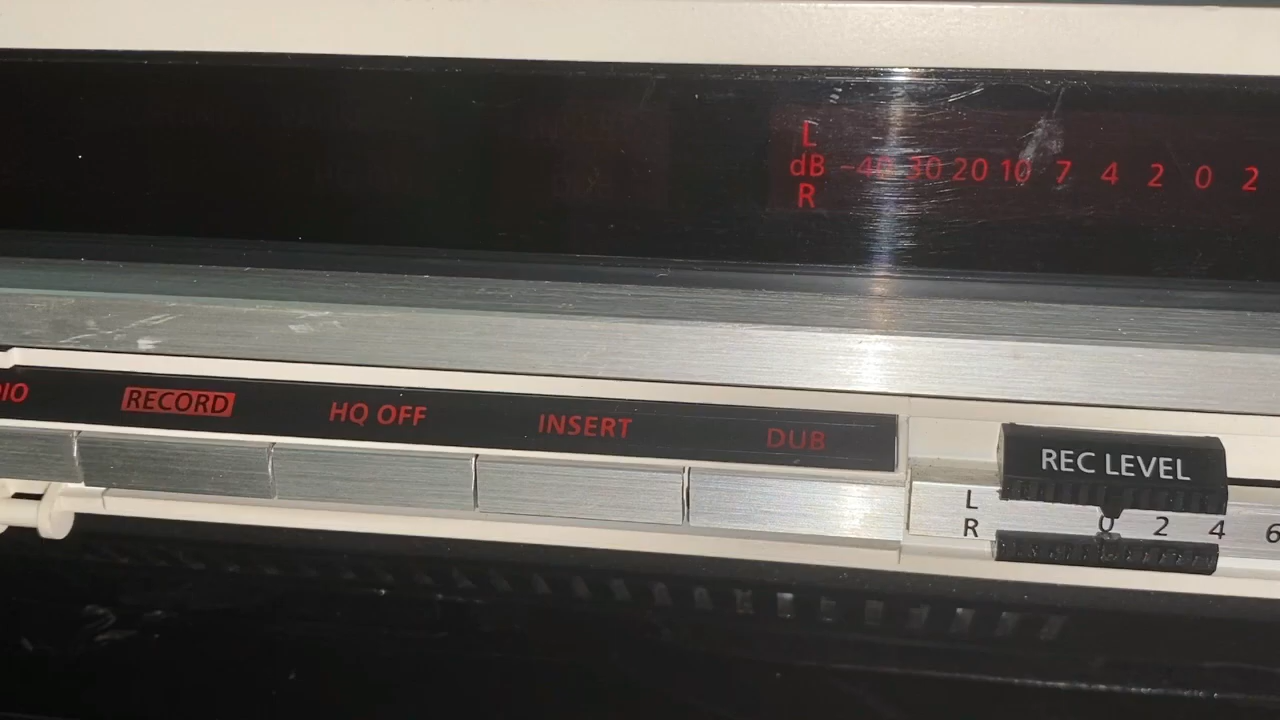 L
dB -40 30 20 10 7 4 2 0 2
R
DIO RECORD HQ OFF INSERT DUB
REC LEVEL
L
R 0 2 4 6